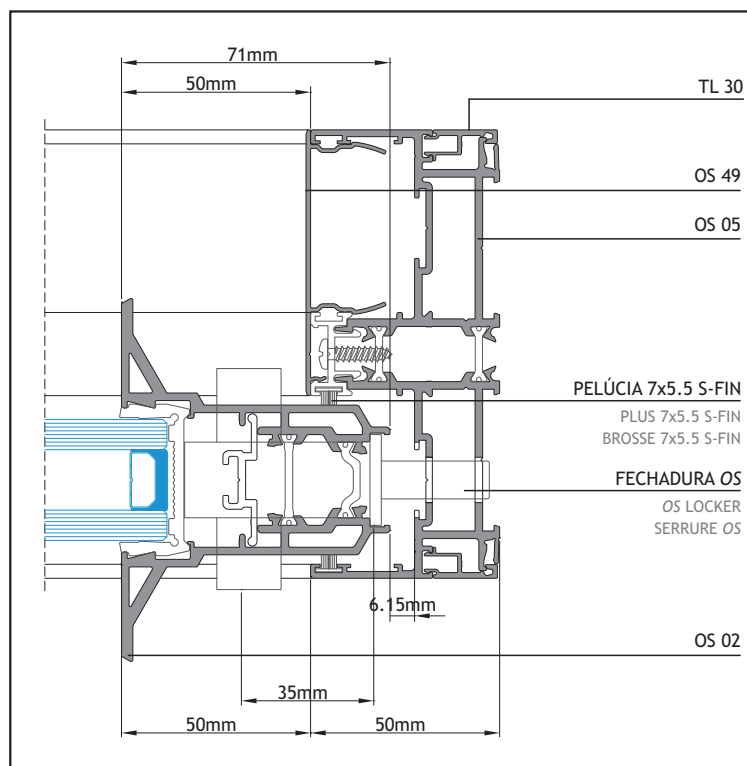 71mm
50mm
TL 30
OS 49
OS 05
PELÚCIA 7x5.5 S-FIN
PLUS 7x5.5 S-FIN
BROSSE 7x5.5 S-FIN
FECHADURA OS
OS LOCKER
SERRURE OS
6.15mm
OS 02
35mm
50mm
50mm